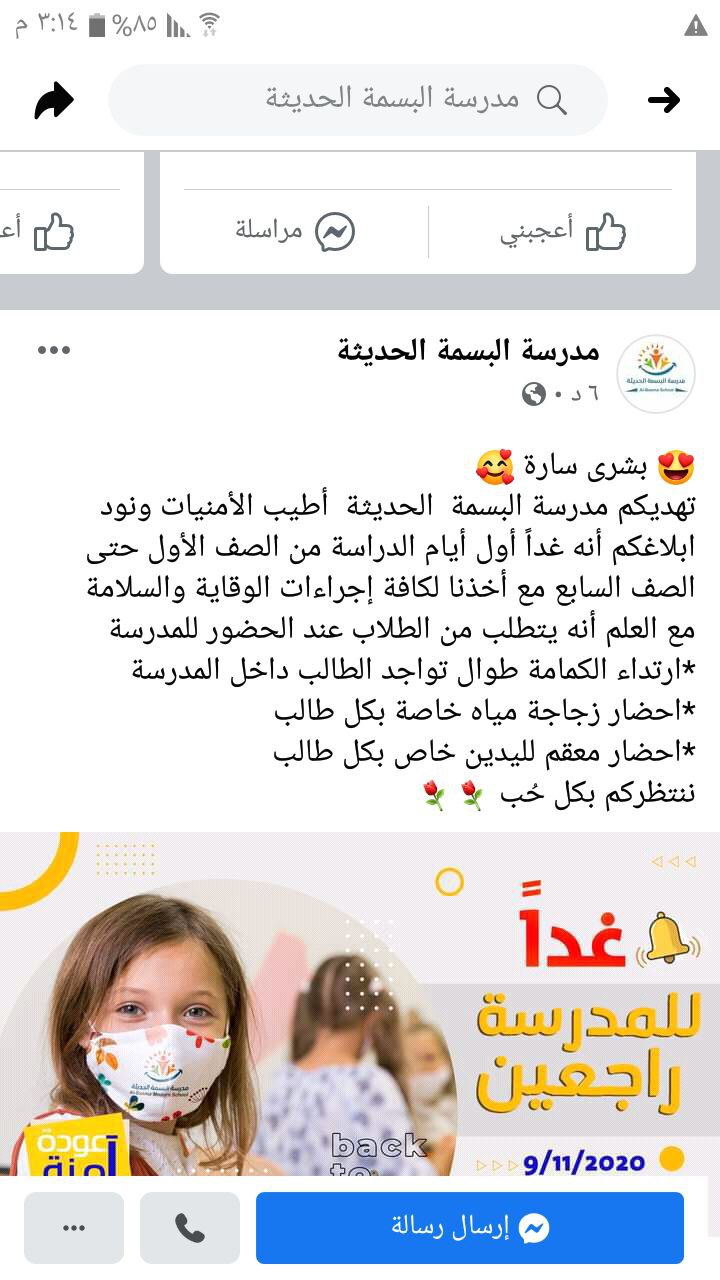 ٣:١٤ م ٨٥%
مدرسة البسمة الحديثة
أعجبني
مراسلة
أع
مدرسة البسمة الحديثة
٦ د
😍 بشرى سارة 🥰
تهديكم مدرسة البسمة الحديثة أطيب الأمنيات ونود
ابلاغكم أنه غداً أول أيام الدراسة من الصف الأول حتى
الصف السابع مع أخذنا لكافة إجراءات الوقاية والسلامة
مع العلم أنه يتطلب من الطلاب عند الحضور للمدرسة
*ارتداء الكمامة طوال تواجد الطالب داخل المدرسة
*احضار زجاجة مياه خاصة بكل طالب
*احضار معقم لليدين خاص بكل طالب
ننتظركم بكل حُب 🌹 🌹
غداً
للمدرسة
راجعين
9/11/2020
مدرسة البسمة الحديثة
عودة
آمنة
back
to
إرسال رسالة